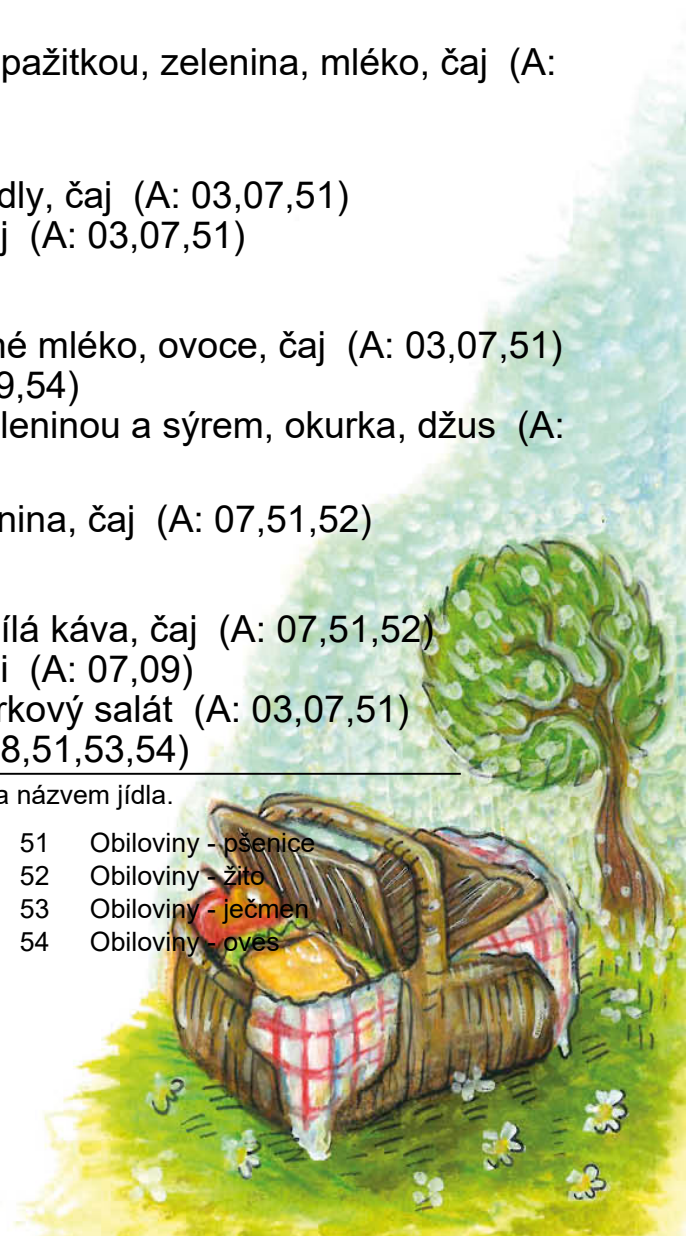 pažitkou, zelenina, mléko, čaj (A:
dly, čaj (A: 03,07,51)
j (A: 03,07,51)
né mléko, ovoce, čaj (A: 03,07,51)
9,54)
leninou a sýrem, okurka, džus (A:
nina, čaj (A: 07,51,52)
ílá káva, čaj (A: 07,51,52)
i (A: 07,09)
rkový salát (A: 03,07,51)
8,51,53,54)
a názvem jídla.
51 Obiloviny - pšenice
52 Obiloviny - žito
53 Obiloviny - ječmen
54 Obiloviny - oves